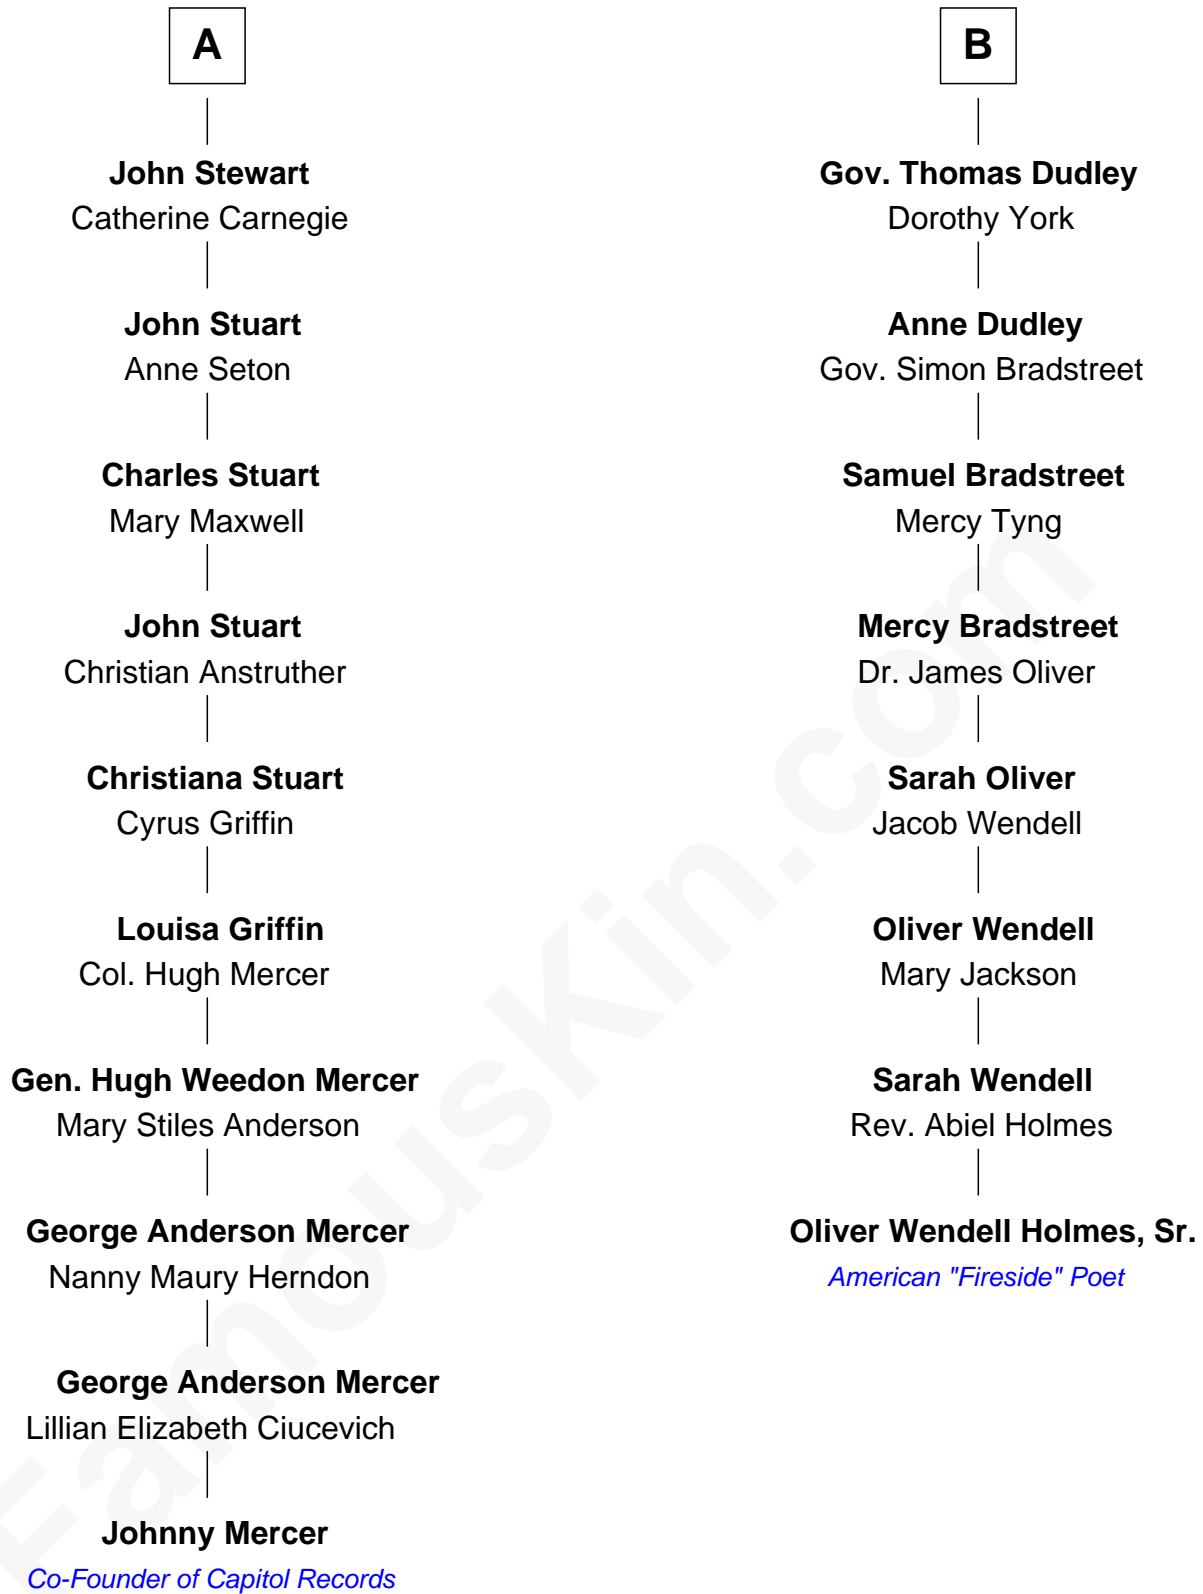 A
John Stewart
Catherine Carnegie
John Stuart
Anne Seton
Charles Stuart
Mary Maxwell
John Stuart
Christian Anstruther
Christiana Stuart
Cyrus Griffin
Louisa Griffin
Col. Hugh Mercer
Gen. Hugh Weedon Mercer
Mary Stiles Anderson
George Anderson Mercer
Nanny Maury Herndon
George Anderson Mercer
Lillian Elizabeth Ciucevich
Johnny Mercer
Co-Founder of Capitol Records
B
Gov. Thomas Dudley
Dorothy York
Anne Dudley
Gov. Simon Bradstreet
Samuel Bradstreet
Mercy Tyng
Mercy Bradstreet
Dr. James Oliver
Sarah Oliver
Jacob Wendell
Oliver Wendell
Mary Jackson
Sarah Wendell
Rev. Abiel Holmes
Oliver Wendell Holmes, Sr.
American "Fireside" Poet
FamousKin.com